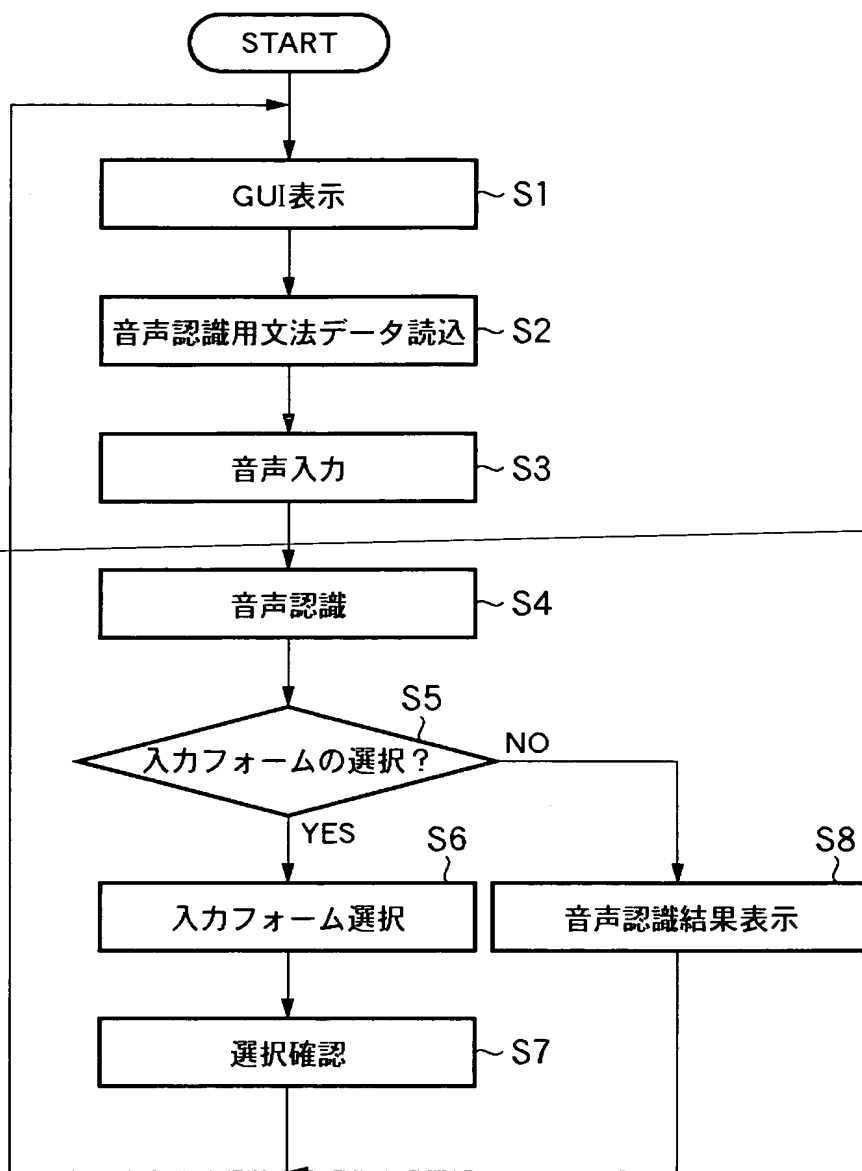 START
GUI表示
S1
音声認識用文法データ読込
S2
音声入力
S3
音声認識
S4
S5
入力フォームの選択？
NO
YES
S6
入力フォーム選択
S8
音声認識結果表示
選択確認
S7